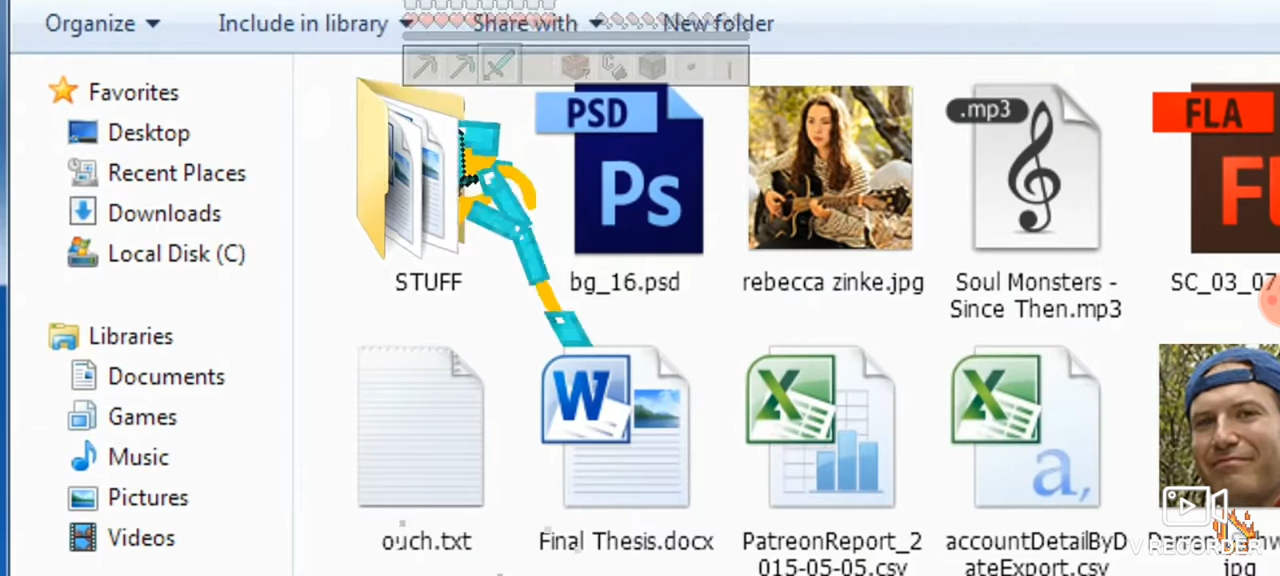 Organize
Include in library
Share with
New folder
Favorites
Desktop
Recent Places
Downloads
Local Disk (C)
Libraries
Documents
Games
Music
Pictures
Videos
STUFF
PSD
Ps
bg_16.psd
rebecca zinke.jpg
.mp3
Soul Monsters -
Since Then.mp3
FLA
SC_03_07
ouch.txt
W
Final Thesis.docx
X
PatreonReport_2
015-05-05.csv
X
a,
accountDetailByD
ateExport.csv
jpg
V RECORDER